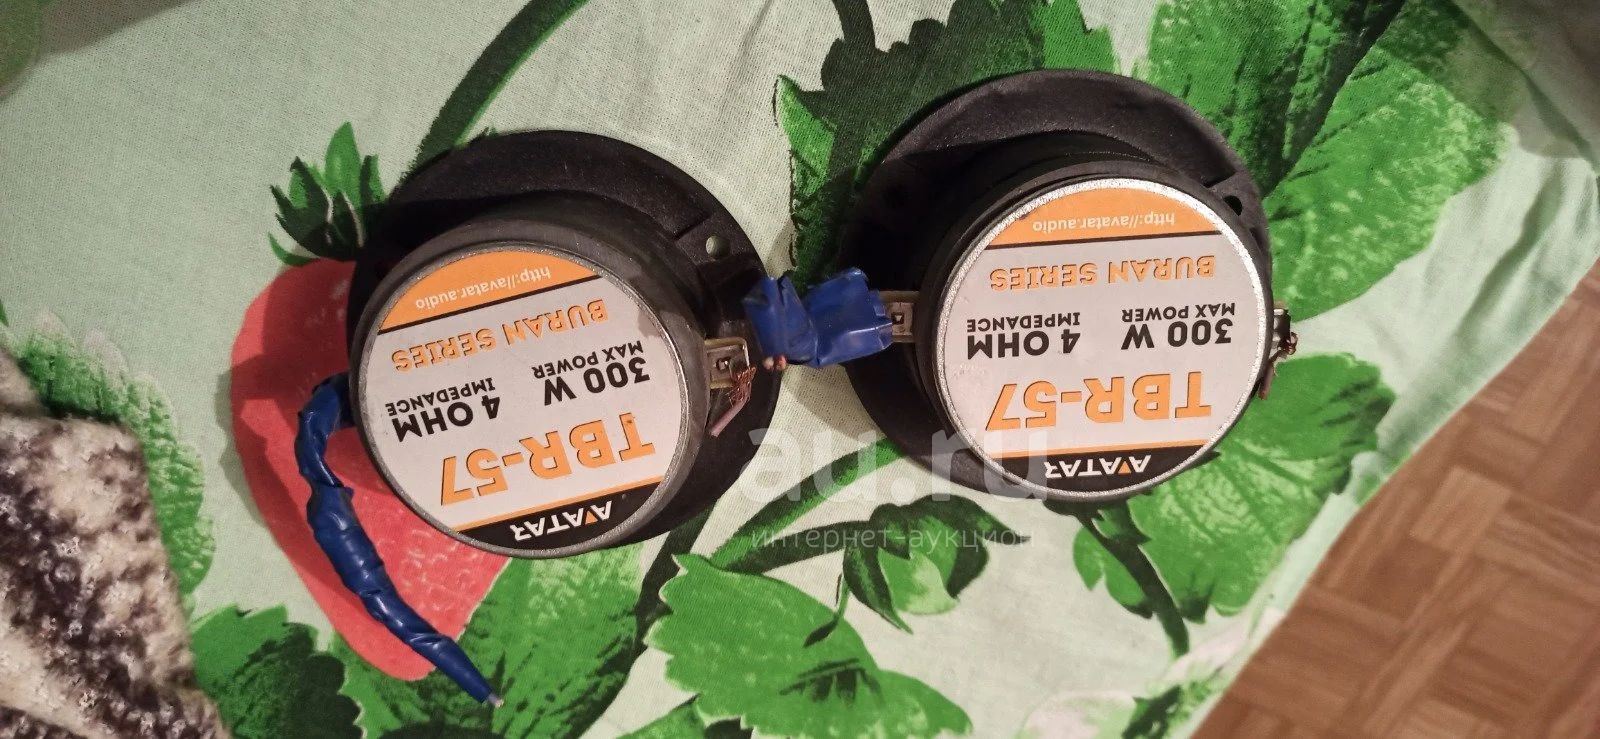 AVATAR
TBR-57
300 W 4 OHM
MAX POWER IMPEDANCE
BURAN SERIES
http://avatar.audio
AVATAR
TBR-57
300 W 4 OHM
MAX POWER IMPEDANCE
BURAN SERIES
http://avatar.audio
au.ru
интернет-аукцион